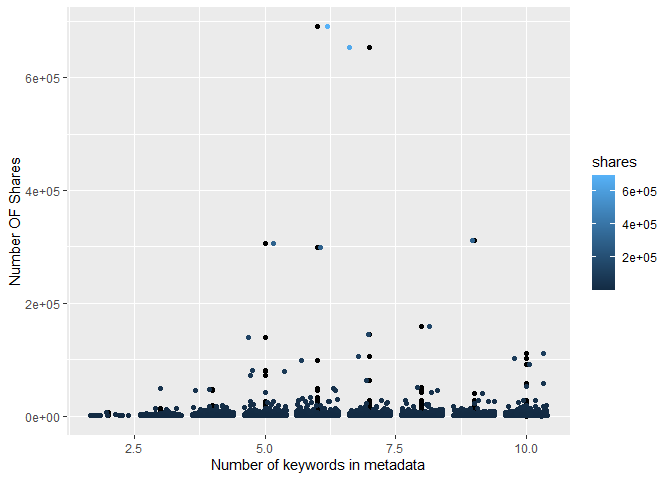 6e+05
4e+05
2e+05
0e+00
Number OF Shares
2.5
5.0
7.5
10.0
Number of keywords in metadata
shares
6e+05
4e+05
2e+05